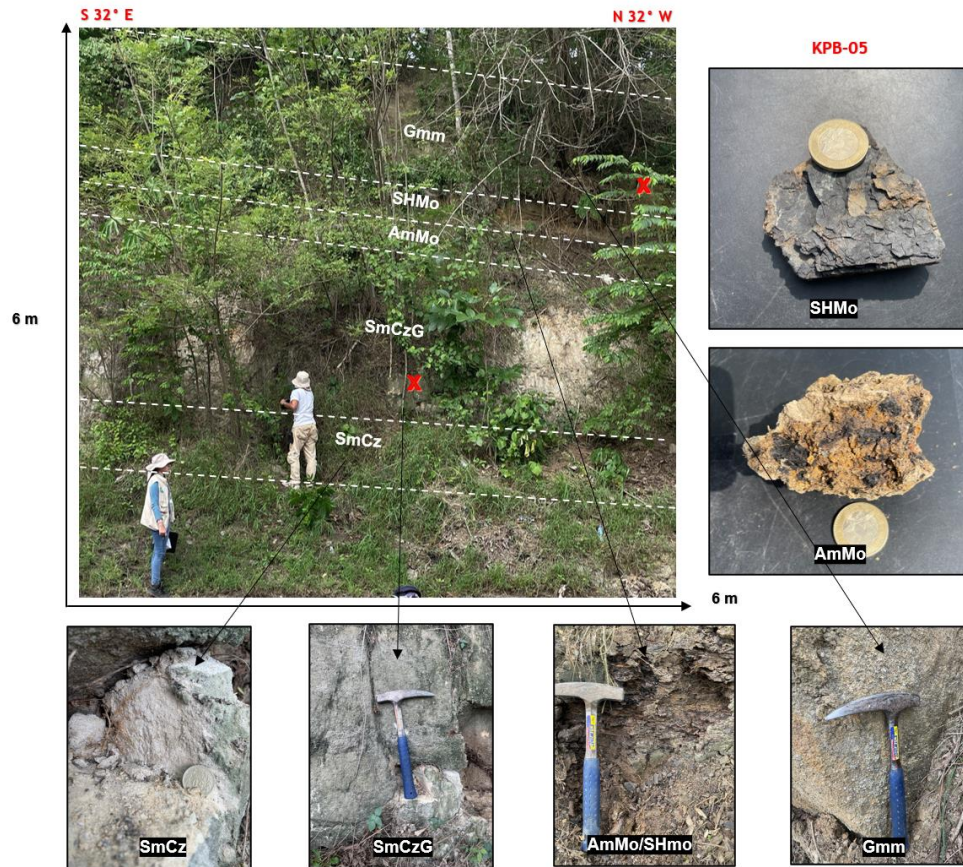 S 32° E
N 32° W
KPB-05
Gmm
X
SHMo
AmMo
SHMo
6 m
SmCzG
X
SmCz
AmMo
6 m
SmCz
SmCzG
AmMo/SHmo
Gmm